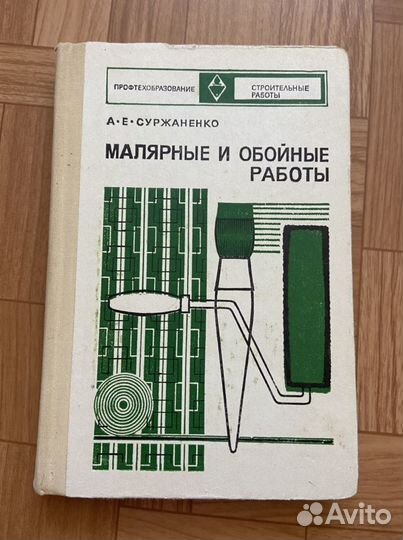 ПРОФТЕХОБРАЗОВАНИЕ
СТРОИТЕЛЬНЫЕ
РАБОТЫ
А·Е·СУРЖАНЕНКО
МАЛЯРНЫЕ И ОБОЙНЫЕ
РАБОТЫ
Avito